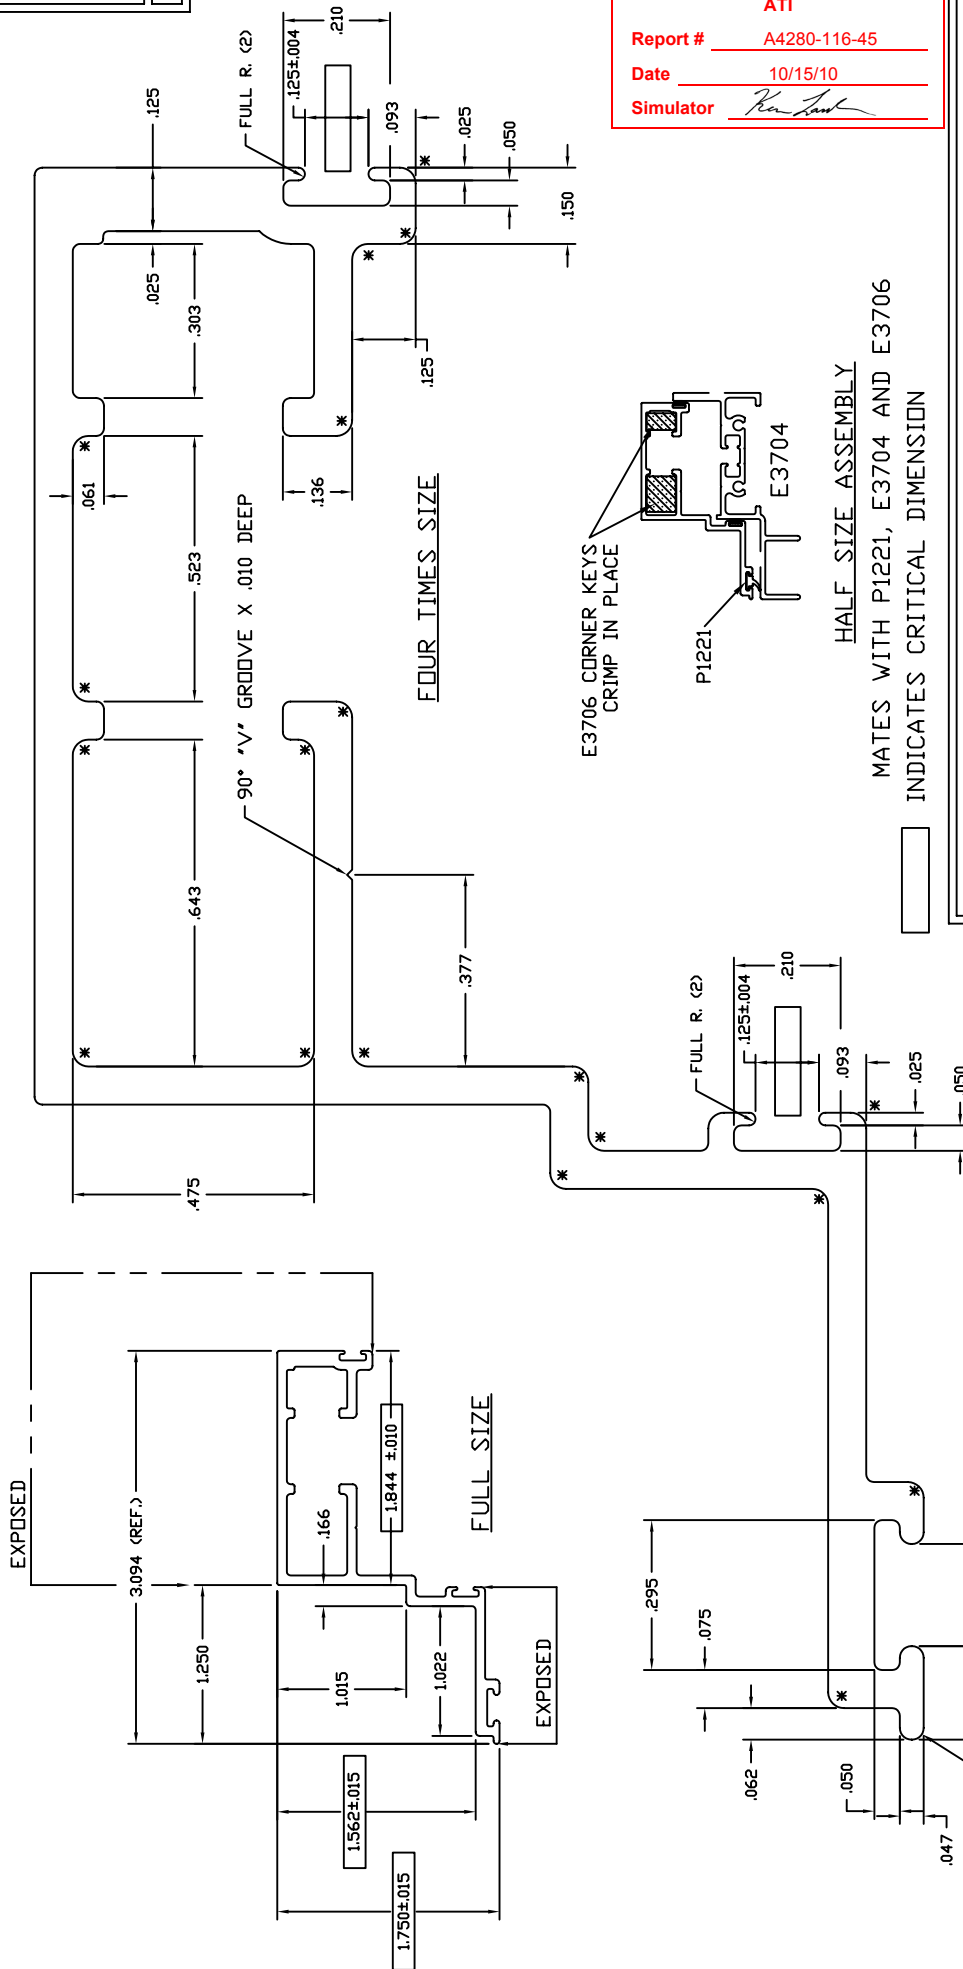 ATI
Report # A4280-116-45
Date 10/15/10
Simulator
.210
FULL R. (2)
.125±.004
.093
.025
.050
.150
.125
.025
.303
.061
.523
.136
.125
90° "V" GROOVE X .010 DEEP
FOUR TIMES SIZE
.643
.377
.475
E3706 CORNER KEYS
CRIMP IN PLACE
P1221
E3704
HALF SIZE ASSEMBLY
MATES WITH P1221, E3704 AND E3706
INDICATES CRITICAL DIMENSION
FULL R. (2)
.125±.004
.210
.093
.025
.050
EXPOSED
3.094 (REF.)
1.250
.166
1.844 ±.010
1.015
1.022
EXPOSED
1.562±.015
1.750±.015
FULL SIZE
.295
.075
.062
.050
.047